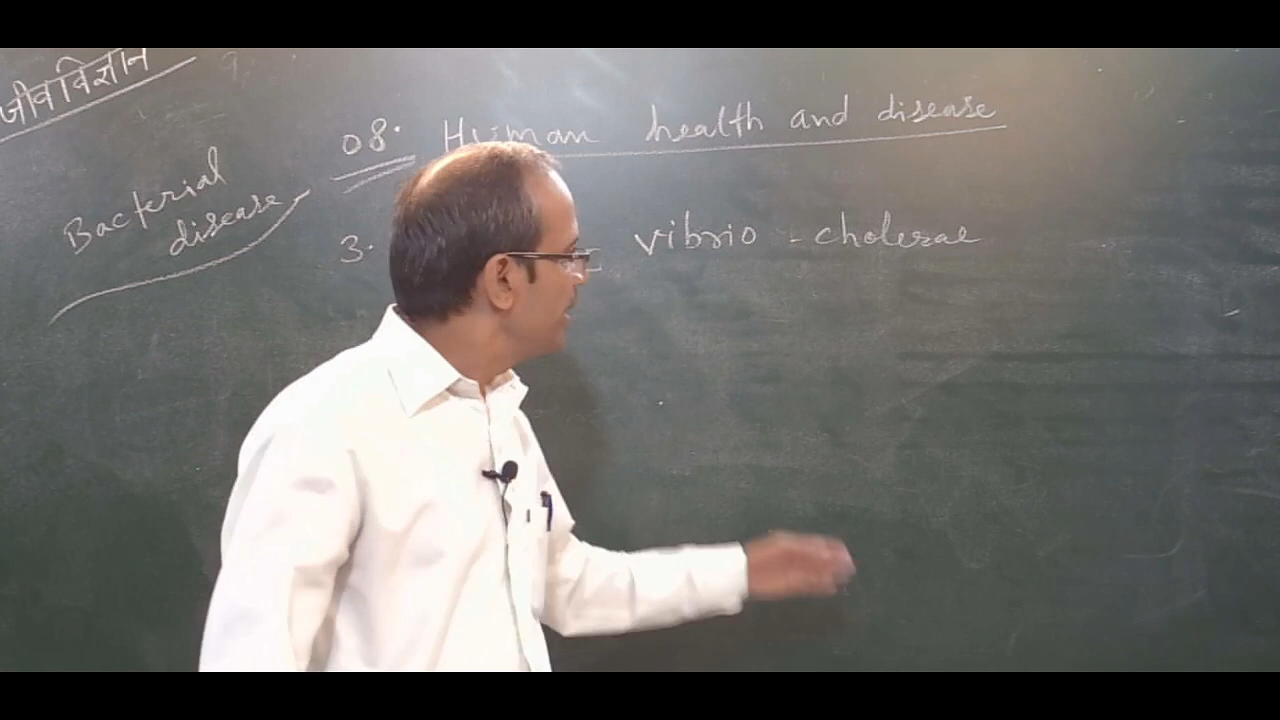 जीवविज्ञान
08. Human health and disease
Bacterial
disease
3. = vibrio - cholerae